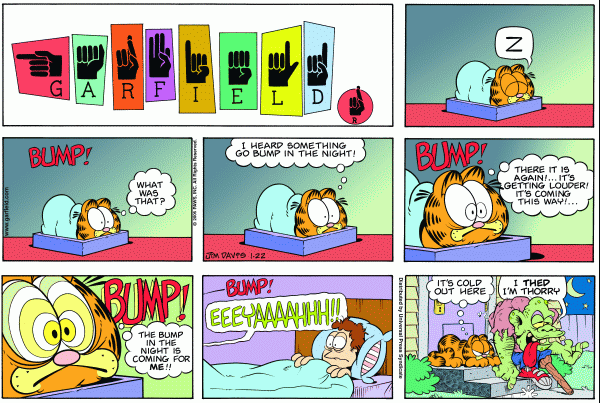 G A R F I E L D
R
Z
BUMP!
WHAT
WAS
THAT?
www.garfield.com
I HEARD SOMETHING
GO BUMP IN THE NIGHT!
JIM DAVIS 1·22
BUMP!
THERE IT IS
AGAIN!... IT'S
GETTING LOUDER!
IT'S COMING
THIS WAY!...
BUMP!
THE BUMP
IN THE
NIGHT IS
COMING FOR
ME!!
BUMP!
EEEYAAAAHHH!!
Distributed by Universal Press Syndicate
IT'S COLD
OUT HERE
I THED
I'M THORRY